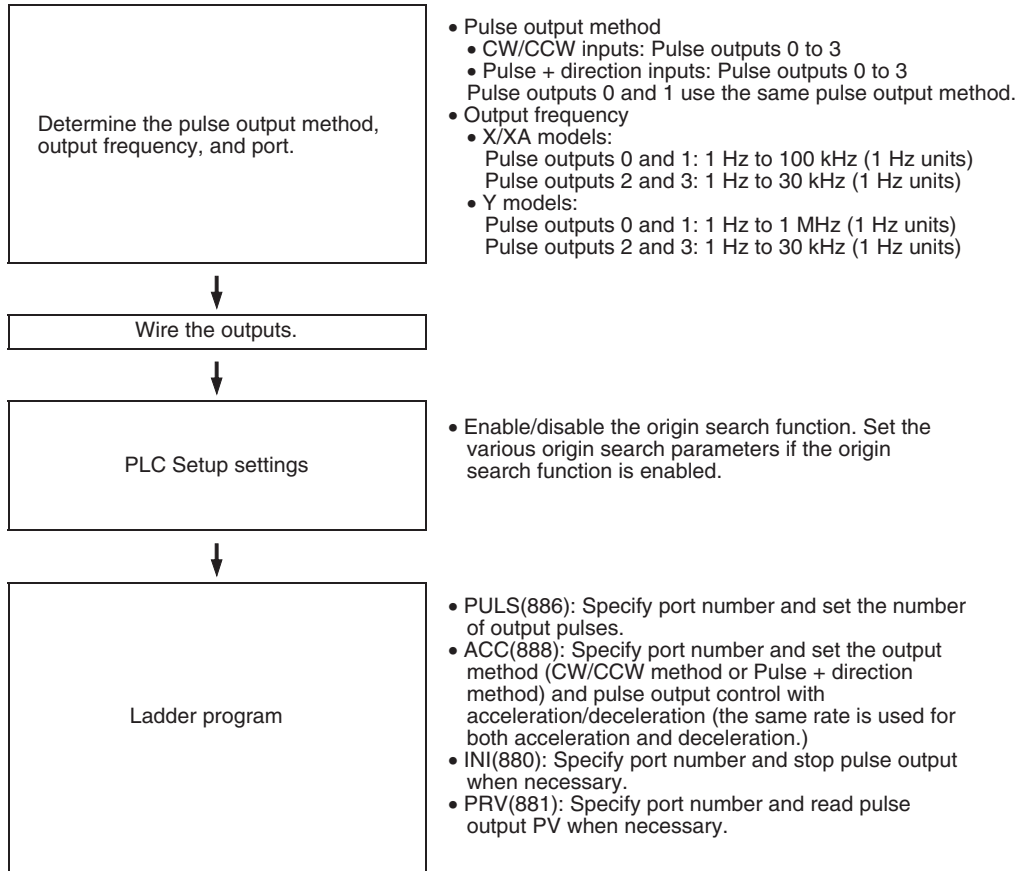 Determine the pulse output method,
output frequency, and port.
• Pulse output method
• CW/CCW inputs: Pulse outputs 0 to 3
• Pulse + direction inputs: Pulse outputs 0 to 3
Pulse outputs 0 and 1 use the same pulse output method.
• Output frequency
• X/XA models:
Pulse outputs 0 and 1: 1 Hz to 100 kHz (1 Hz units)
Pulse outputs 2 and 3: 1 Hz to 30 kHz (1 Hz units)
• Y models:
Pulse outputs 0 and 1: 1 Hz to 1 MHz (1 Hz units)
Pulse outputs 2 and 3: 1 Hz to 30 kHz (1 Hz units)
Wire the outputs.
PLC Setup settings
• Enable/disable the origin search function. Set the
various origin search parameters if the origin
search function is enabled.
Ladder program
• PULS(886): Specify port number and set the number
of output pulses.
• ACC(888): Specify port number and set the output
method (CW/CCW method or Pulse + direction
method) and pulse output control with
acceleration/deceleration (the same rate is used for
both acceleration and deceleration.)
• INI(880): Specify port number and stop pulse output
when necessary.
• PRV(881): Specify port number and read pulse
output PV when necessary.